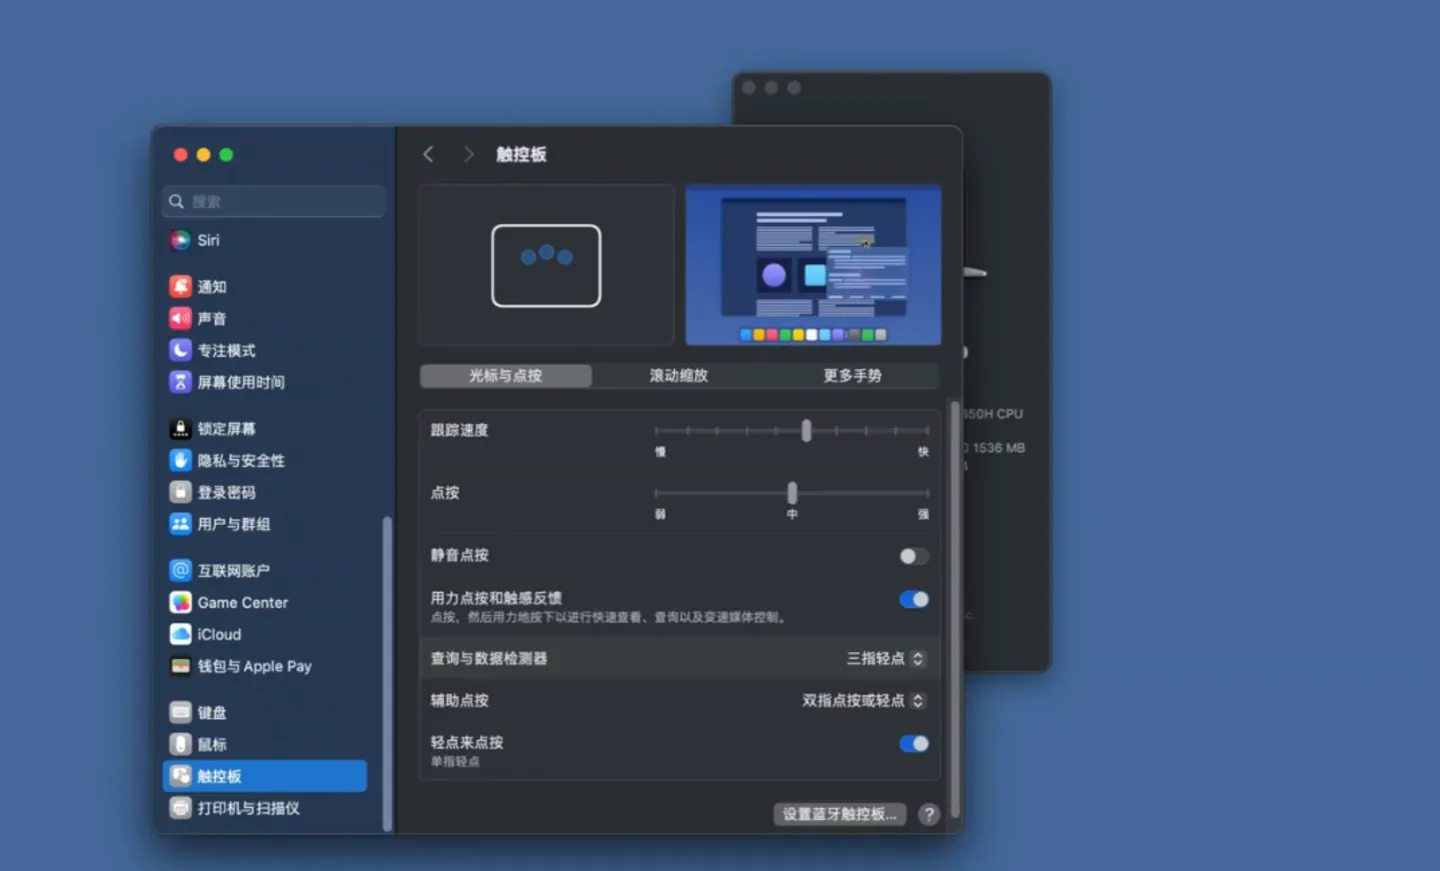 触控板
搜索
Siri
通知
声音
专注模式
屏幕使用时间
锁定屏幕
隐私与安全性
登录密码
用户与群组
互联网账户
Game Center
iCloud
钱包与 Apple Pay
键盘
鼠标
触控板
打印机与扫描仪
光标与点按
滚动缩放
更多手势
跟踪速度
慢
快
点按
弱
中
强
静音点按
用力点按和触感反馈
点按，然后用力地按下以进行快速查看、查询以及变速媒体控制。
查询与数据检测器
三指轻点
辅助点按
双指点按或轻点
轻点来点按
单指轻点
设置蓝牙触控板...
?
850H CPU
1536 MB